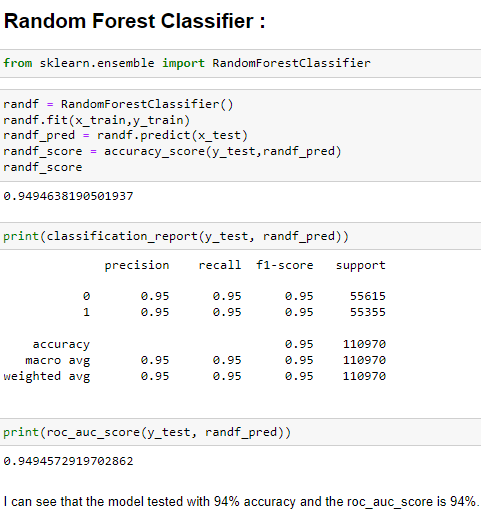 Random Forest Classifier :
from sklearn.ensemble import RandomForestClassifier
randf = RandomForestClassifier()
randf.fit(x_train,y_train)
randf_pred = randf.predict(x_test)
randf_score = accuracy_score(y_test,randf_pred)
randf_score
0.9494638190501937
print(classification_report(y_test, randf_pred))
precision recall f1-score support
0 0.95 0.95 0.95 55615
1 0.95 0.95 0.95 55355
accuracy 0.95 110970
macro avg 0.95 0.95 0.95 110970
weighted avg 0.95 0.95 0.95 110970
print(roc_auc_score(y_test, randf_pred))
0.9494572919702862
I can see that the model tested with 94% accuracy and the roc_auc_score is 94%.